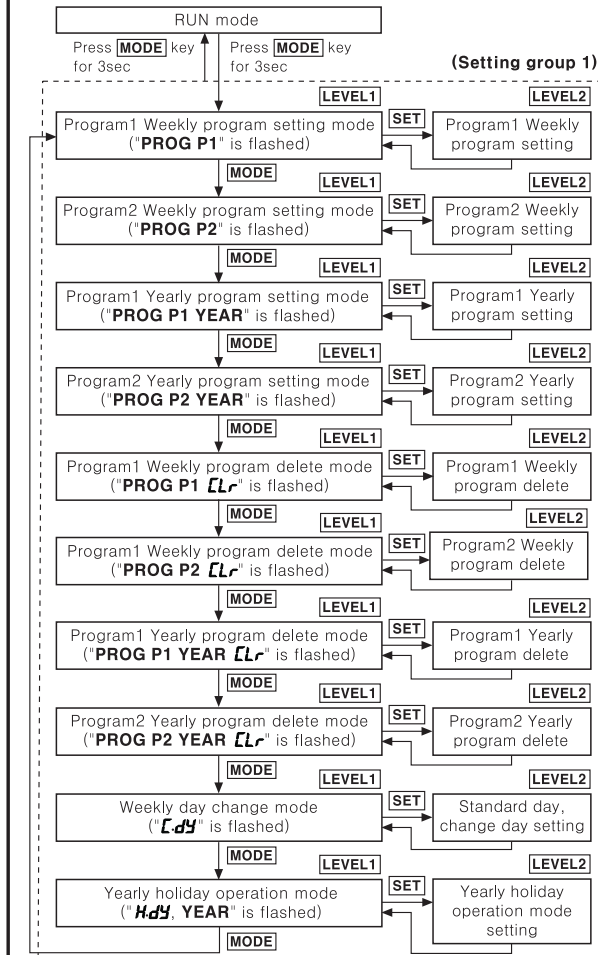 RUN mode
Press MODE key for 3sec
Press MODE key for 3sec
(Setting group 1)
LEVEL1
LEVEL2
Program1 Weekly program setting mode
("PROG P1" is flashed)
SET
Program1 Weekly
program setting
MODE
LEVEL1
LEVEL2
Program2 Weekly program setting mode
("PROG P2" is flashed)
SET
Program2 Weekly
program setting
MODE
LEVEL1
LEVEL2
Program1 Yearly program setting mode
("PROG P1 YEAR" is flashed)
SET
Program1 Yearly
program setting
MODE
LEVEL1
LEVEL2
Program2 Yearly program setting mode
("PROG P2 YEAR" is flashed)
SET
Program2 Yearly
program setting
MODE
LEVEL1
LEVEL2
Program1 Weekly program delete mode
("PROG P1 CLr" is flashed)
SET
Program1 Weekly
program delete
MODE
LEVEL1
LEVEL2
Program1 Weekly program delete mode
("PROG P2 CLr" is flashed)
SET
Program2 Weekly
program delete
MODE
LEVEL1
LEVEL2
Program1 Yearly program delete mode
("PROG P1 YEAR CLr" is flashed)
SET
Program1 Yearly
program delete
MODE
LEVEL1
LEVEL2
Program2 Yearly program delete mode
("PROG P2 YEAR CLr" is flashed)
SET
Program2 Yearly
program delete
MODE
LEVEL1
LEVEL2
Weekly day change mode
("C.dY" is flashed)
SET
Standard day,
change day setting
MODE
LEVEL1
LEVEL2
Yearly holiday operation mode
("H.dY, YEAR" is flashed)
SET
Yearly holiday
operation mode
setting
MODE